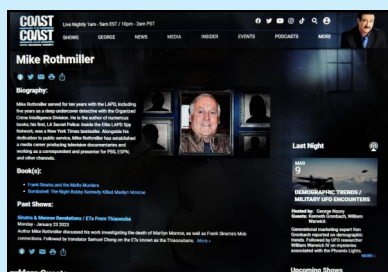 COAST
TO
COAST
Live Nightly 1am - 5am EST / 10pm - 2am PST
SHOWS
GEORGE
NEWS
MEDIA
INSIDER
EVENTS
PODCASTS
MORE
Mike Rothmiller
Biography:
Mike Rothmiller served for ten years with the LAPD, including
five years as a deep undercover detective with the Organized
Crime Intelligence Division. He is the author of numerous
books; his first, LA Secret Police: Inside the Elite LAPD Spy
Network, was a New York Times bestseller. Alongside his
dedication to public service, Mike Rothmiller has established
a media career producing television documentaries and
working as a correspondent and presenter for PBS, ESPN,
and other channels.
Book(s):
Frank Sinatra and the Mafia Murders
Bombshell: The Night Bobby Kennedy Killed Marilyn Monroe
Past Shows:
Sinatra & Monroe Revelations / ETs From Thiaoouba
Monday - January 23 2023
Author Mike Rothmiller discussed his work investigating the death of Marilyn Monroe, as well as Frank Sinatra's Mob
connections. Followed by translator Samuel Chong on the ETs known as the Thiaooubans. More ›
Last Night
MAR
9
DEMOGRAPHIC TRENDS /
MILITARY UFO ENCOUNTERS
Hosted by: George Noory
Guests: Kenneth Gronbach, William
Warwick
Generational marketing expert Ken
Gronbach reported on demographic
trends. Followed by UFO researcher
William Warwick IV on mysteries
associated with the Phoenix Lights.
MORE ›
Upcoming Shows